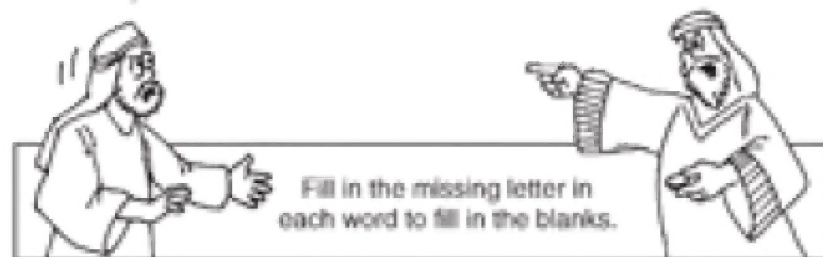 Fill in the missing letter in
each word to fill in the blanks.